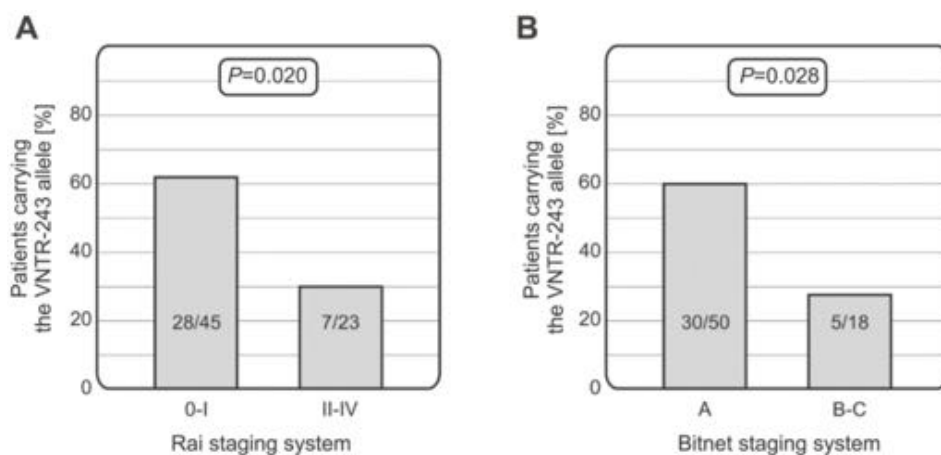 A
P=0.020
Patients carrying
the VNTR-243 allele [%]
80
60
40
20
0
28/45
7/23
0-I
II-IV
Rai staging system
B
P=0.028
Patients carrying
the VNTR-243 allele [%]
80
60
40
20
0
30/50
5/18
A
B-C
Bitnet staging system